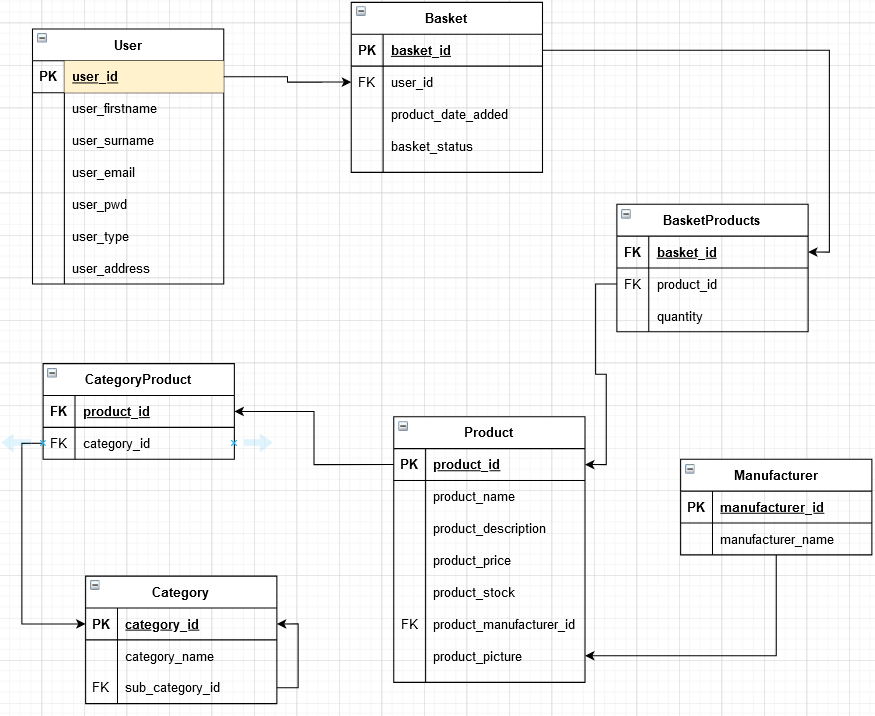 User
PK user_id
user_firstname
user_surname
user_email
user_pwd
user_type
user_address
Basket
PK basket_id
FK user_id
product_date_added
basket_status
BasketProducts
FK basket_id
FK product_id
quantity
CategoryProduct
FK product_id
FK category_id
Product
PK product_id
product_name
product_description
product_price
product_stock
FK product_manufacturer_id
product_picture
Manufacturer
PK manufacturer_id
manufacturer_name
Category
PK category_id
category_name
FK sub_category_id